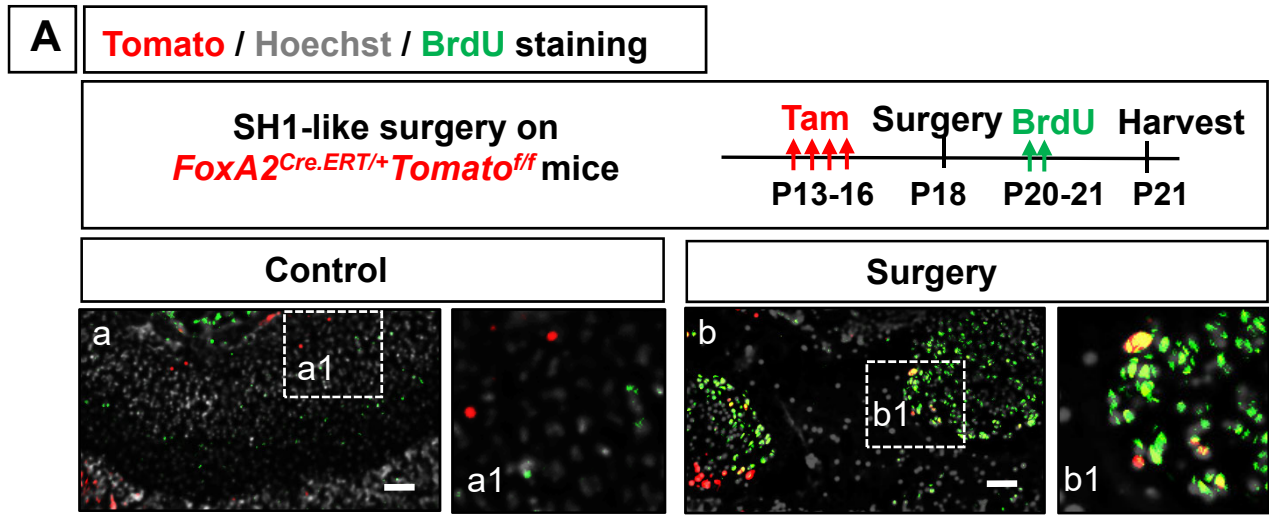 A
Tomato / Hoechst / BrdU staining
SH1-like surgery on
FoxA2Cre.ERT/+Tomatof/f mice
Tam Surgery BrdU Harvest
P13-16 P18 P20-21 P21
Control
Surgery
a
a1
a1
b
b1
b1